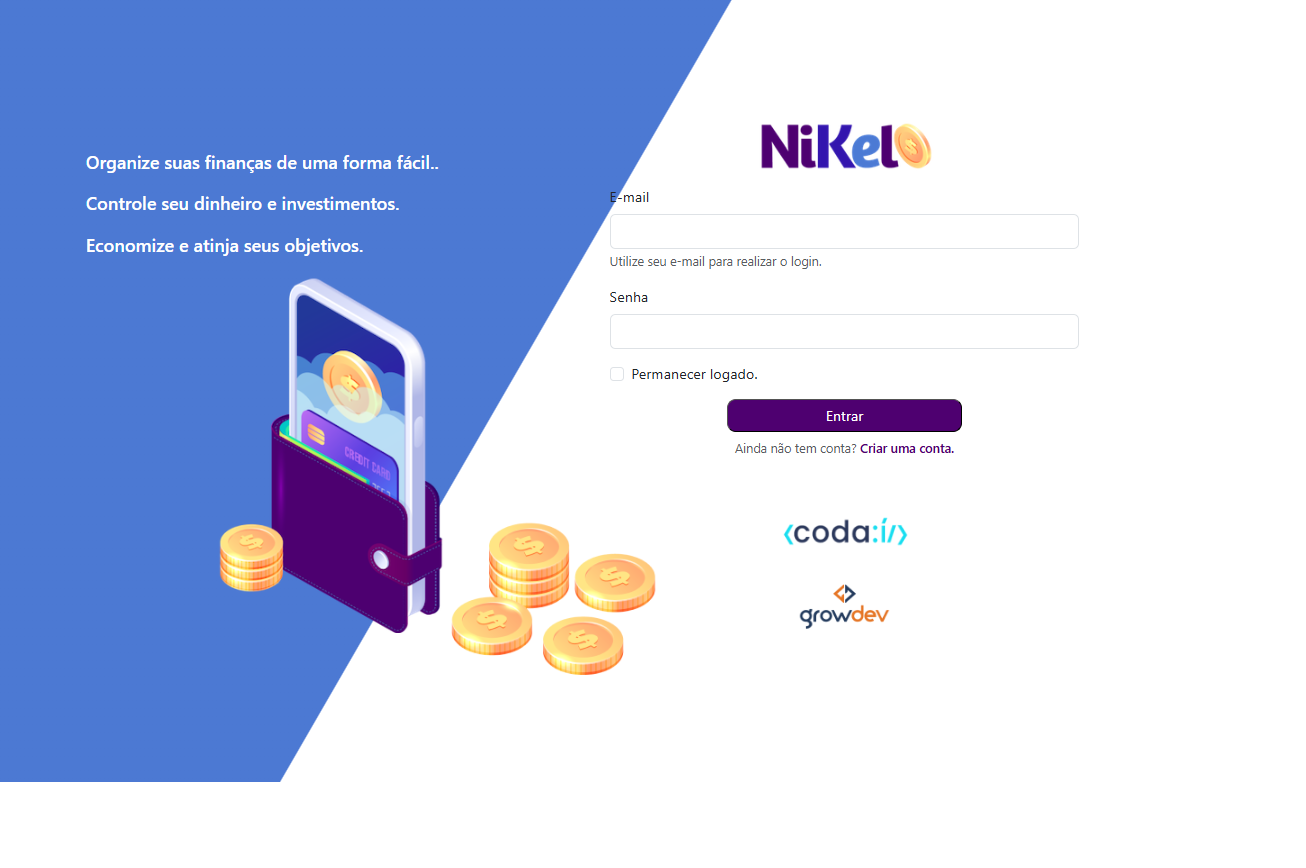 Organize suas finanças de uma forma fácil..
Controle seu dinheiro e investimentos.
Economize e atinja seus objetivos.
CREDIT CARD
NiKel
E-mail
Utilize seu e-mail para realizar o login.
Senha
Permanecer logado.
Entrar
Ainda não tem conta? Criar uma conta.
<coda:i/>
growdev